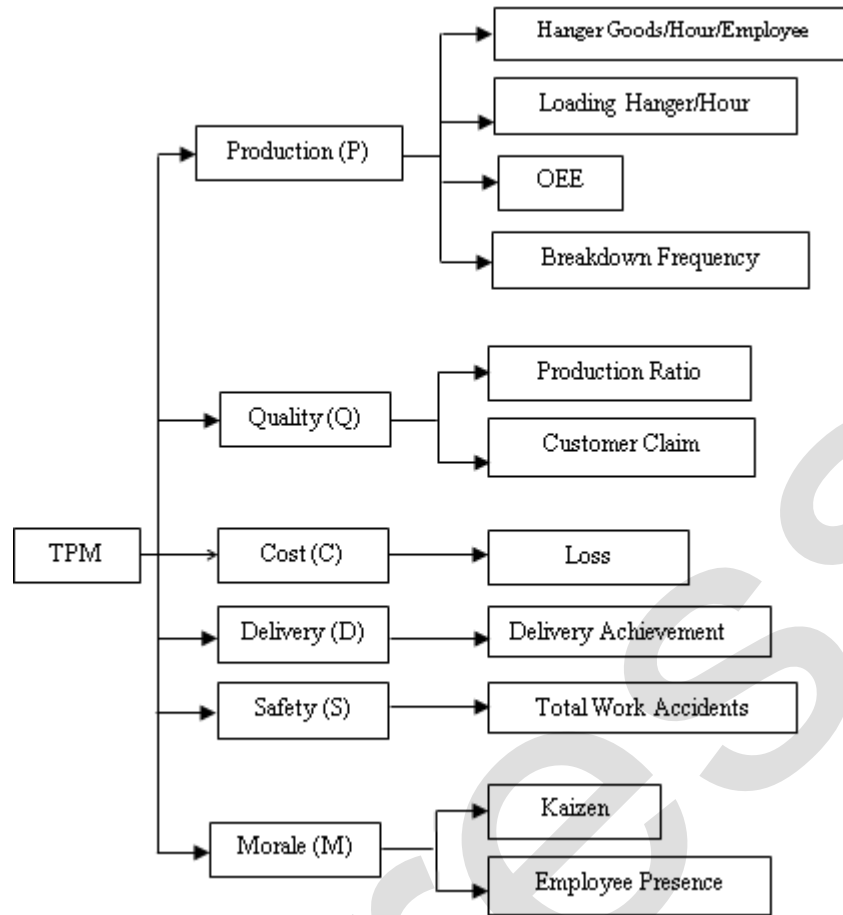 Hanger Goods/Hour/Employee
Loading Hanger/Hour
Production (P)
OEE
Breakdown Frequency
Production Ratio
Quality (Q)
Customer Claim
TPM
Cost (C)
Loss
Delivery (D)
Delivery Achievement
Safety (S)
Total Work Accidents
Kaizen
Morale (M)
Employee Presence